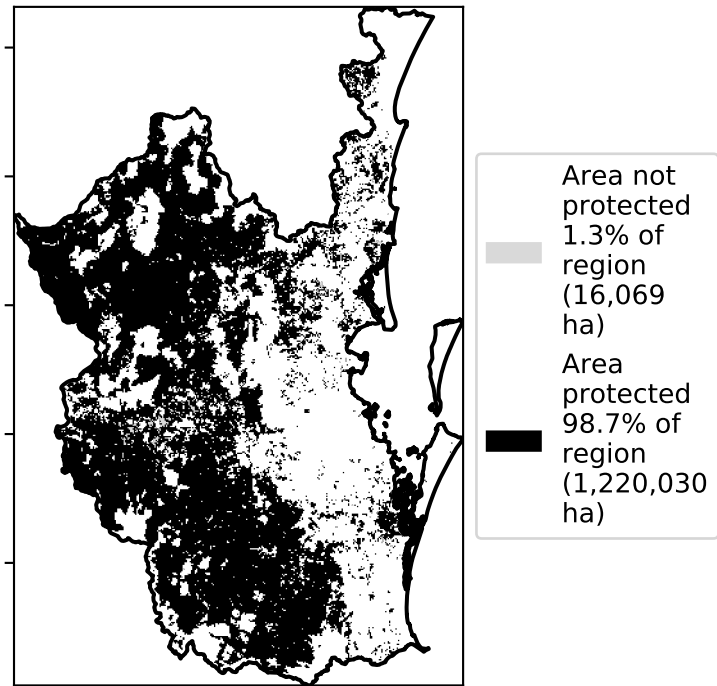 Area not
protected
1.3% of
region
(16,069
ha)
Area
protected
98.7% of
region
(1,220,030
ha)